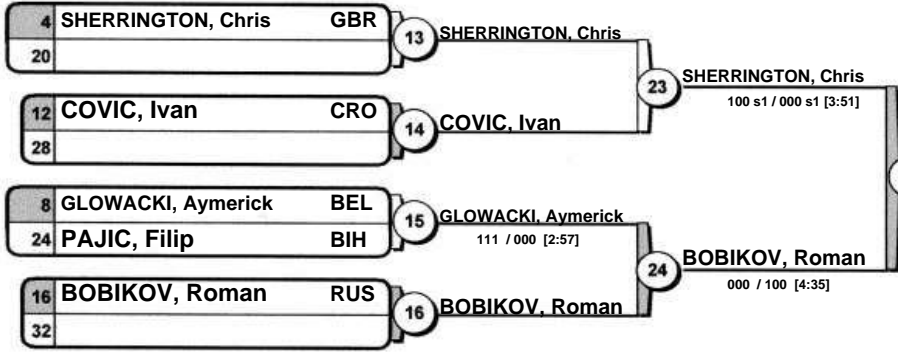 4 SHERRINGTON, Chris GBR
20
13 SHERRINGTON, Chris
12 COVIC, Ivan CRO
28
14 COVIC, Ivan
23 SHERRINGTON, Chris
100 s1 / 000 s1 [3:51]
8 GLOWACKI, Aymerick BEL
24 PAJIC, Filip BIH
15 GLOWACKI, Aymerick
111 / 000 [2:57]
16 BOBIKOV, Roman RUS
32
16 BOBIKOV, Roman
24 BOBIKOV, Roman
000 / 100 [4:35]